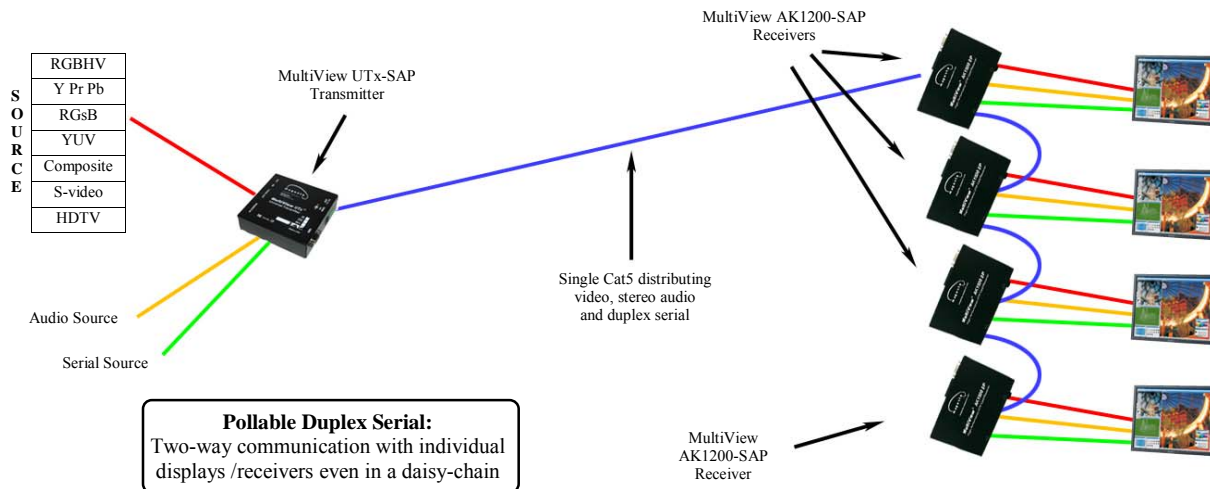 MultiView AK1200-SAP
Receivers
MultiView UTx-SAP
Transmitter
SOURCE
RGBHV
Y Pr Pb
RGsB
YUV
Composite
S-video
HDTV
Single Cat5 distributing
video, stereo audio
and duplex serial
Audio Source
Serial Source
Pollable Duplex Serial:
Two-way communication with individual
displays /receivers even in a daisy-chain
MultiView
AK1200-SAP
Receiver